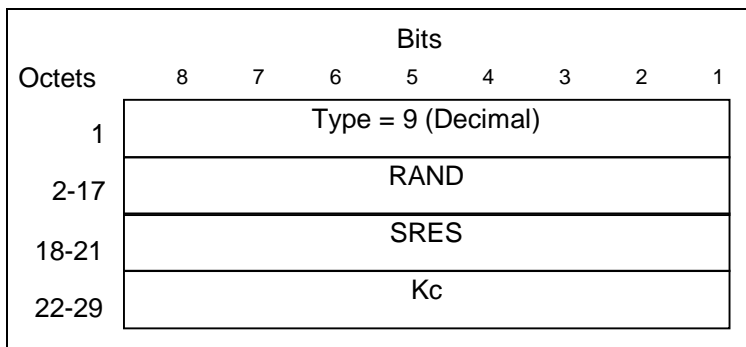 Bits
Octets 8 7 6 5 4 3 2 1
1 Type = 9 (Decimal)
2-17 RAND
18-21 SRES
22-29 Kc